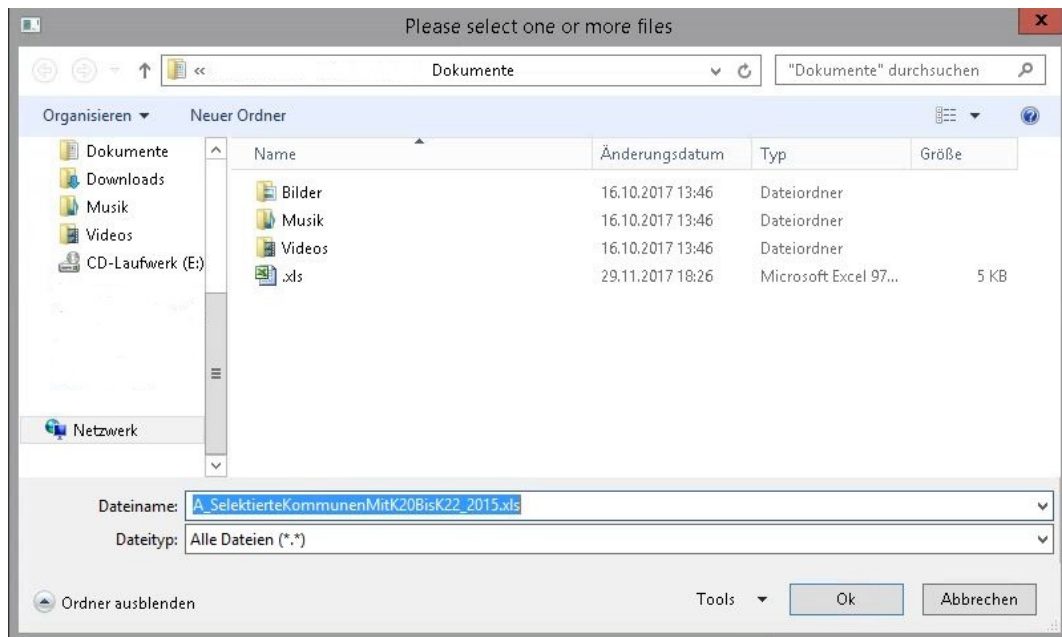 Please select one or more files
x
« Dokumente "Dokumente" durchsuchen
Organisieren Neuer Ordner
Dokumente
Downloads
Musik
Videos
CD-Laufwerk (E:)
Netzwerk
Name Änderungsdatum Typ Größe
Bilder 16.10.2017 13:46 Dateiordner
Musik 16.10.2017 13:46 Dateiordner
Videos 16.10.2017 13:46 Dateiordner
.xls 29.11.2017 18:26 Microsoft Excel 97... 5 KB
Dateiname: A_SelektierteKommunenMitK20BisK22_2015.xls
Dateityp: Alle Dateien (*.*)
Ordner ausblenden Tools Ok Abbrechen